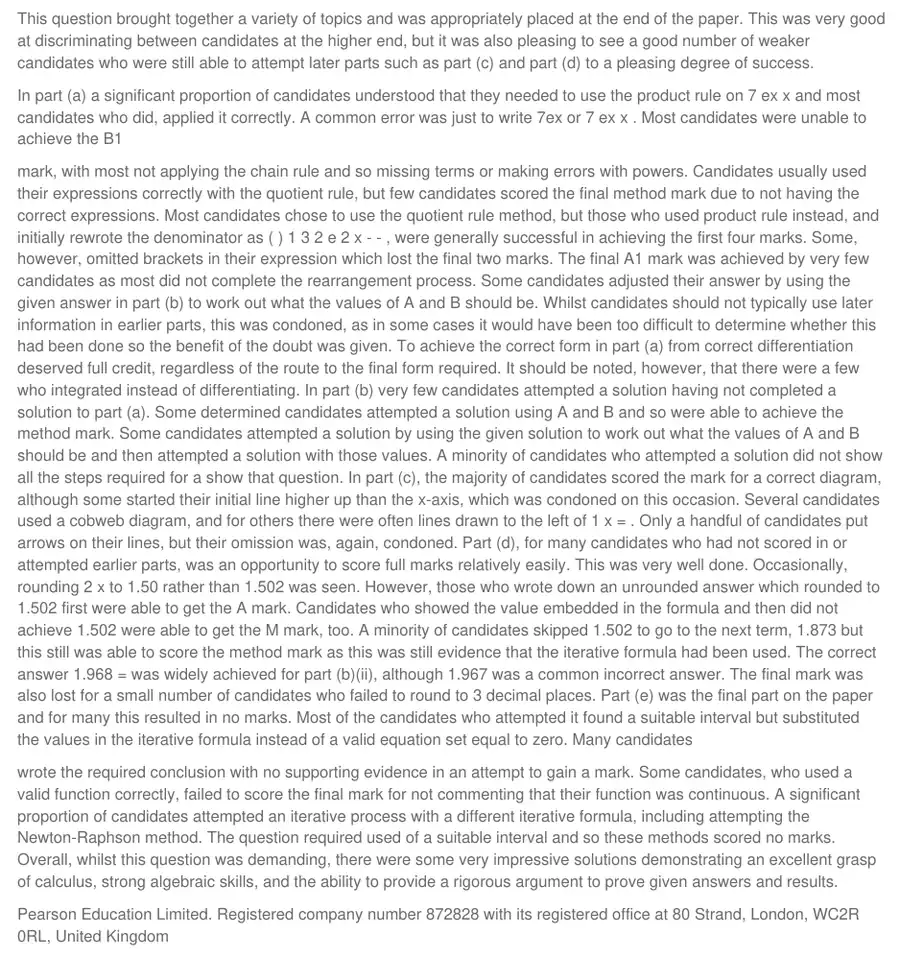 This question brought together a variety of topics and was appropriately placed at the end of the paper. This was very good
at discriminating between candidates at the higher end, but it was also pleasing to see a good number of weaker
candidates who were still able to attempt later parts such as part (c) and part (d) to a pleasing degree of success.
In part (a) a significant proportion of candidates understood that they needed to use the product rule on 7 ex x and most
candidates who did, applied it correctly. A common error was just to write 7ex or 7 ex x . Most candidates were unable to
achieve the B1
mark, with most not applying the chain rule and so missing terms or making errors with powers. Candidates usually used
their expressions correctly with the quotient rule, but few candidates scored the final method mark due to not having the
correct expressions. Most candidates chose to use the quotient rule method, but those who used product rule instead, and
initially rewrote the denominator as ( ) 1 3 2 e 2 x - - , were generally successful in achieving the first four marks. Some,
however, omitted brackets in their expression which lost the final two marks. The final A1 mark was achieved by very few
candidates as most did not complete the rearrangement process. Some candidates adjusted their answer by using the
given answer in part (b) to work out what the values of A and B should be. Whilst candidates should not typically use later
information in earlier parts, this was condoned, as in some cases it would have been too difficult to determine whether this
had been done so the benefit of the doubt was given. To achieve the correct form in part (a) from correct differentiation
deserved full credit, regardless of the route to the final form required. It should be noted, however, that there were a few
who integrated instead of differentiating. In part (b) very few candidates attempted a solution having not completed a
solution to part (a). Some determined candidates attempted a solution using A and B and so were able to achieve the
method mark. Some candidates attempted a solution by using the given solution to work out what the values of A and B
should be and then attempted a solution with those values. A minority of candidates who attempted a solution did not show
all the steps required for a show that question. In part (c), the majority of candidates scored the mark for a correct diagram,
although some started their initial line higher up than the x-axis, which was condoned on this occasion. Several candidates
used a cobweb diagram, and for others there were often lines drawn to the left of 1 x = . Only a handful of candidates put
arrows on their lines, but their omission was, again, condoned. Part (d), for many candidates who had not scored in or
attempted earlier parts, was an opportunity to score full marks relatively easily. This was very well done. Occasionally,
rounding 2 x to 1.50 rather than 1.502 was seen. However, those who wrote down an unrounded answer which rounded to
1.502 first were able to get the A mark. Candidates who showed the value embedded in the formula and then did not
achieve 1.502 were able to get the M mark, too. A minority of candidates skipped 1.502 to go to the next term, 1.873 but
this still was able to score the method mark as this was still evidence that the iterative formula had been used. The correct
answer 1.968 = was widely achieved for part (b)(ii), although 1.967 was a common incorrect answer. The final mark was
also lost for a small number of candidates who failed to round to 3 decimal places. Part (e) was the final part on the paper
and for many this resulted in no marks. Most of the candidates who attempted it found a suitable interval but substituted
the values in the iterative formula instead of a valid equation set equal to zero. Many candidates
wrote the required conclusion with no supporting evidence in an attempt to gain a mark. Some candidates, who used a
valid function correctly, failed to score the final mark for not commenting that their function was continuous. A significant
proportion of candidates attempted an iterative process with a different iterative formula, including attempting the
Newton-Raphson method. The question required used of a suitable interval and so these methods scored no marks.
Overall, whilst this question was demanding, there were some very impressive solutions demonstrating an excellent grasp
of calculus, strong algebraic skills, and the ability to provide a rigorous argument to prove given answers and results.
Pearson Education Limited. Registered company number 872828 with its registered office at 80 Strand, London, WC2R
0RL, United Kingdom